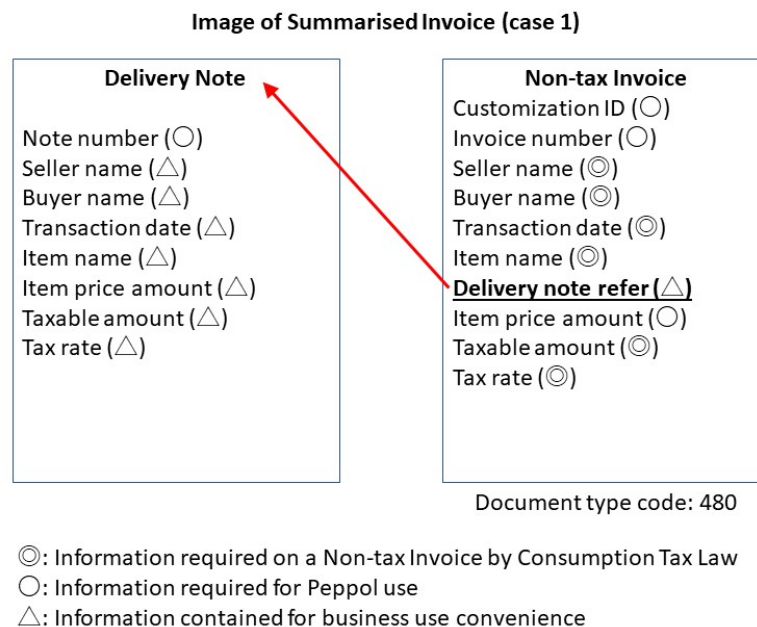 Image of Summarised Invoice (case 1)
Delivery Note
Note number (○)
Seller name (△)
Buyer name (△)
Transaction date (△)
Item name (△)
Item price amount (△)
Taxable amount (△)
Tax rate (△)
Non-tax Invoice
Customization ID (○)
Invoice number (○)
Seller name (◎)
Buyer name (◎)
Transaction date (◎)
Item name (◎)
Delivery note refer (△)
Item price amount (○)
Taxable amount (◎)
Tax rate (◎)
Document type code: 480
◎: Information required on a Non-tax Invoice by Consumption Tax Law
○: Information required for Peppol use
△: Information contained for business use convenience